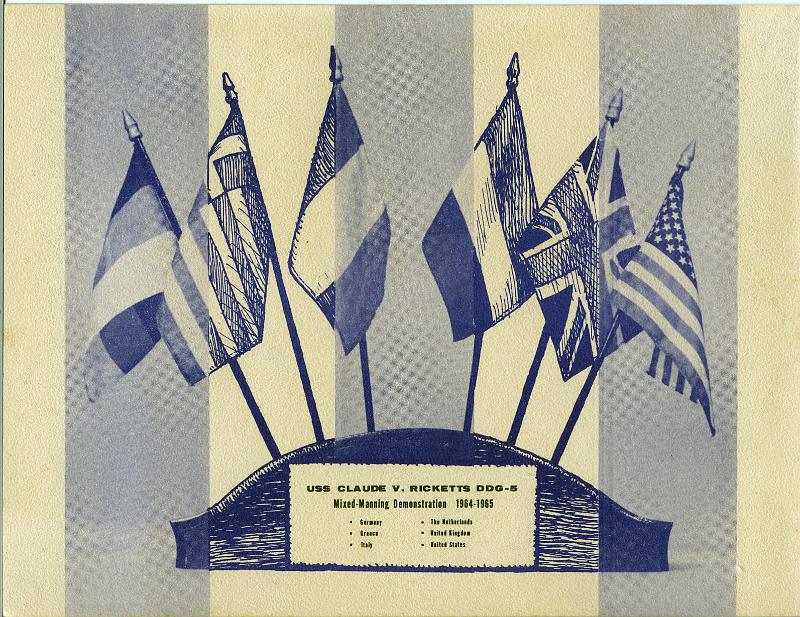 USS CLAUDE V. RICKETTS DDG-5
Mixed-Manning Demonstration 1964-1965
• Germany • The Netherlands
• Greece • United Kingdom
• Italy • United States